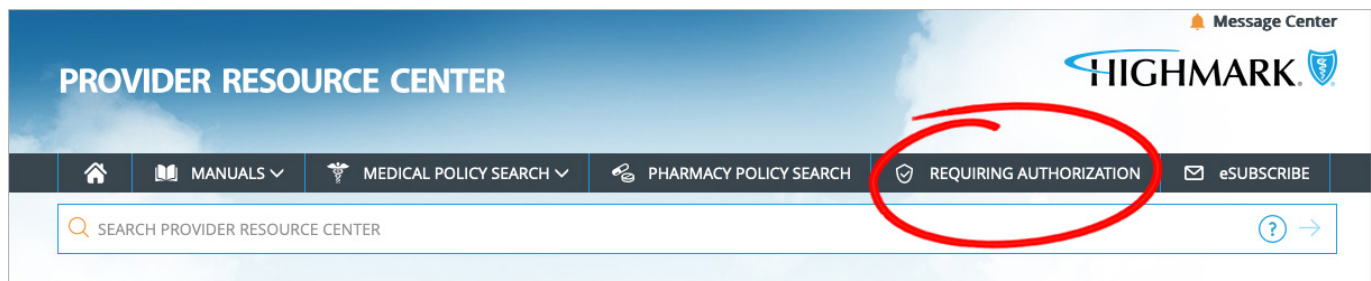 Message Center
PROVIDER RESOURCE CENTER
HIGHMARK.
MANUALS MEDICAL POLICY SEARCH PHARMACY POLICY SEARCH REQUIRING AUTHORIZATION eSUBSCRIBE
SEARCH PROVIDER RESOURCE CENTER ?